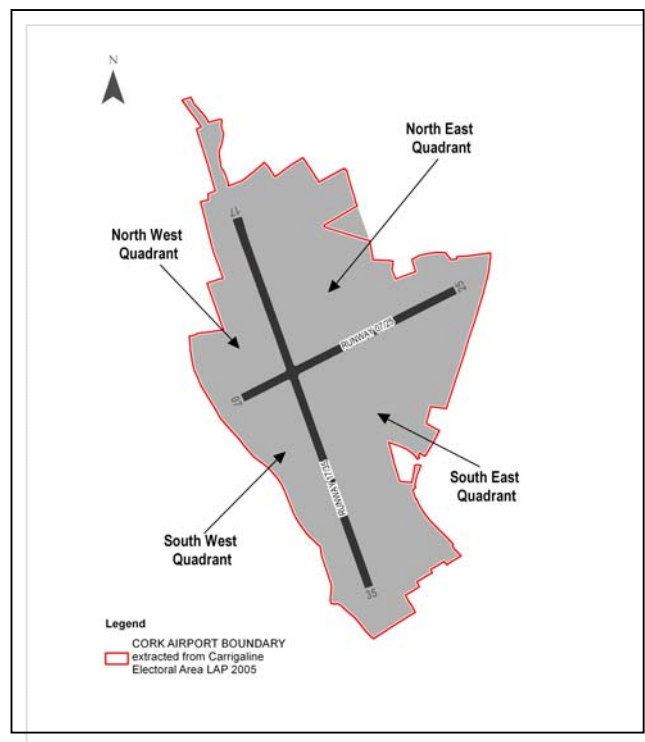 N
North East
Quadrant
17
North West
Quadrant
25
RUNWAY 07/25
07
South East
Quadrant
RUNWAY 17/35
South West
Quadrant
35
Legend
CORK AIRPORT BOUNDARY
extracted from Carrigaline
Electoral Area LAP 2005